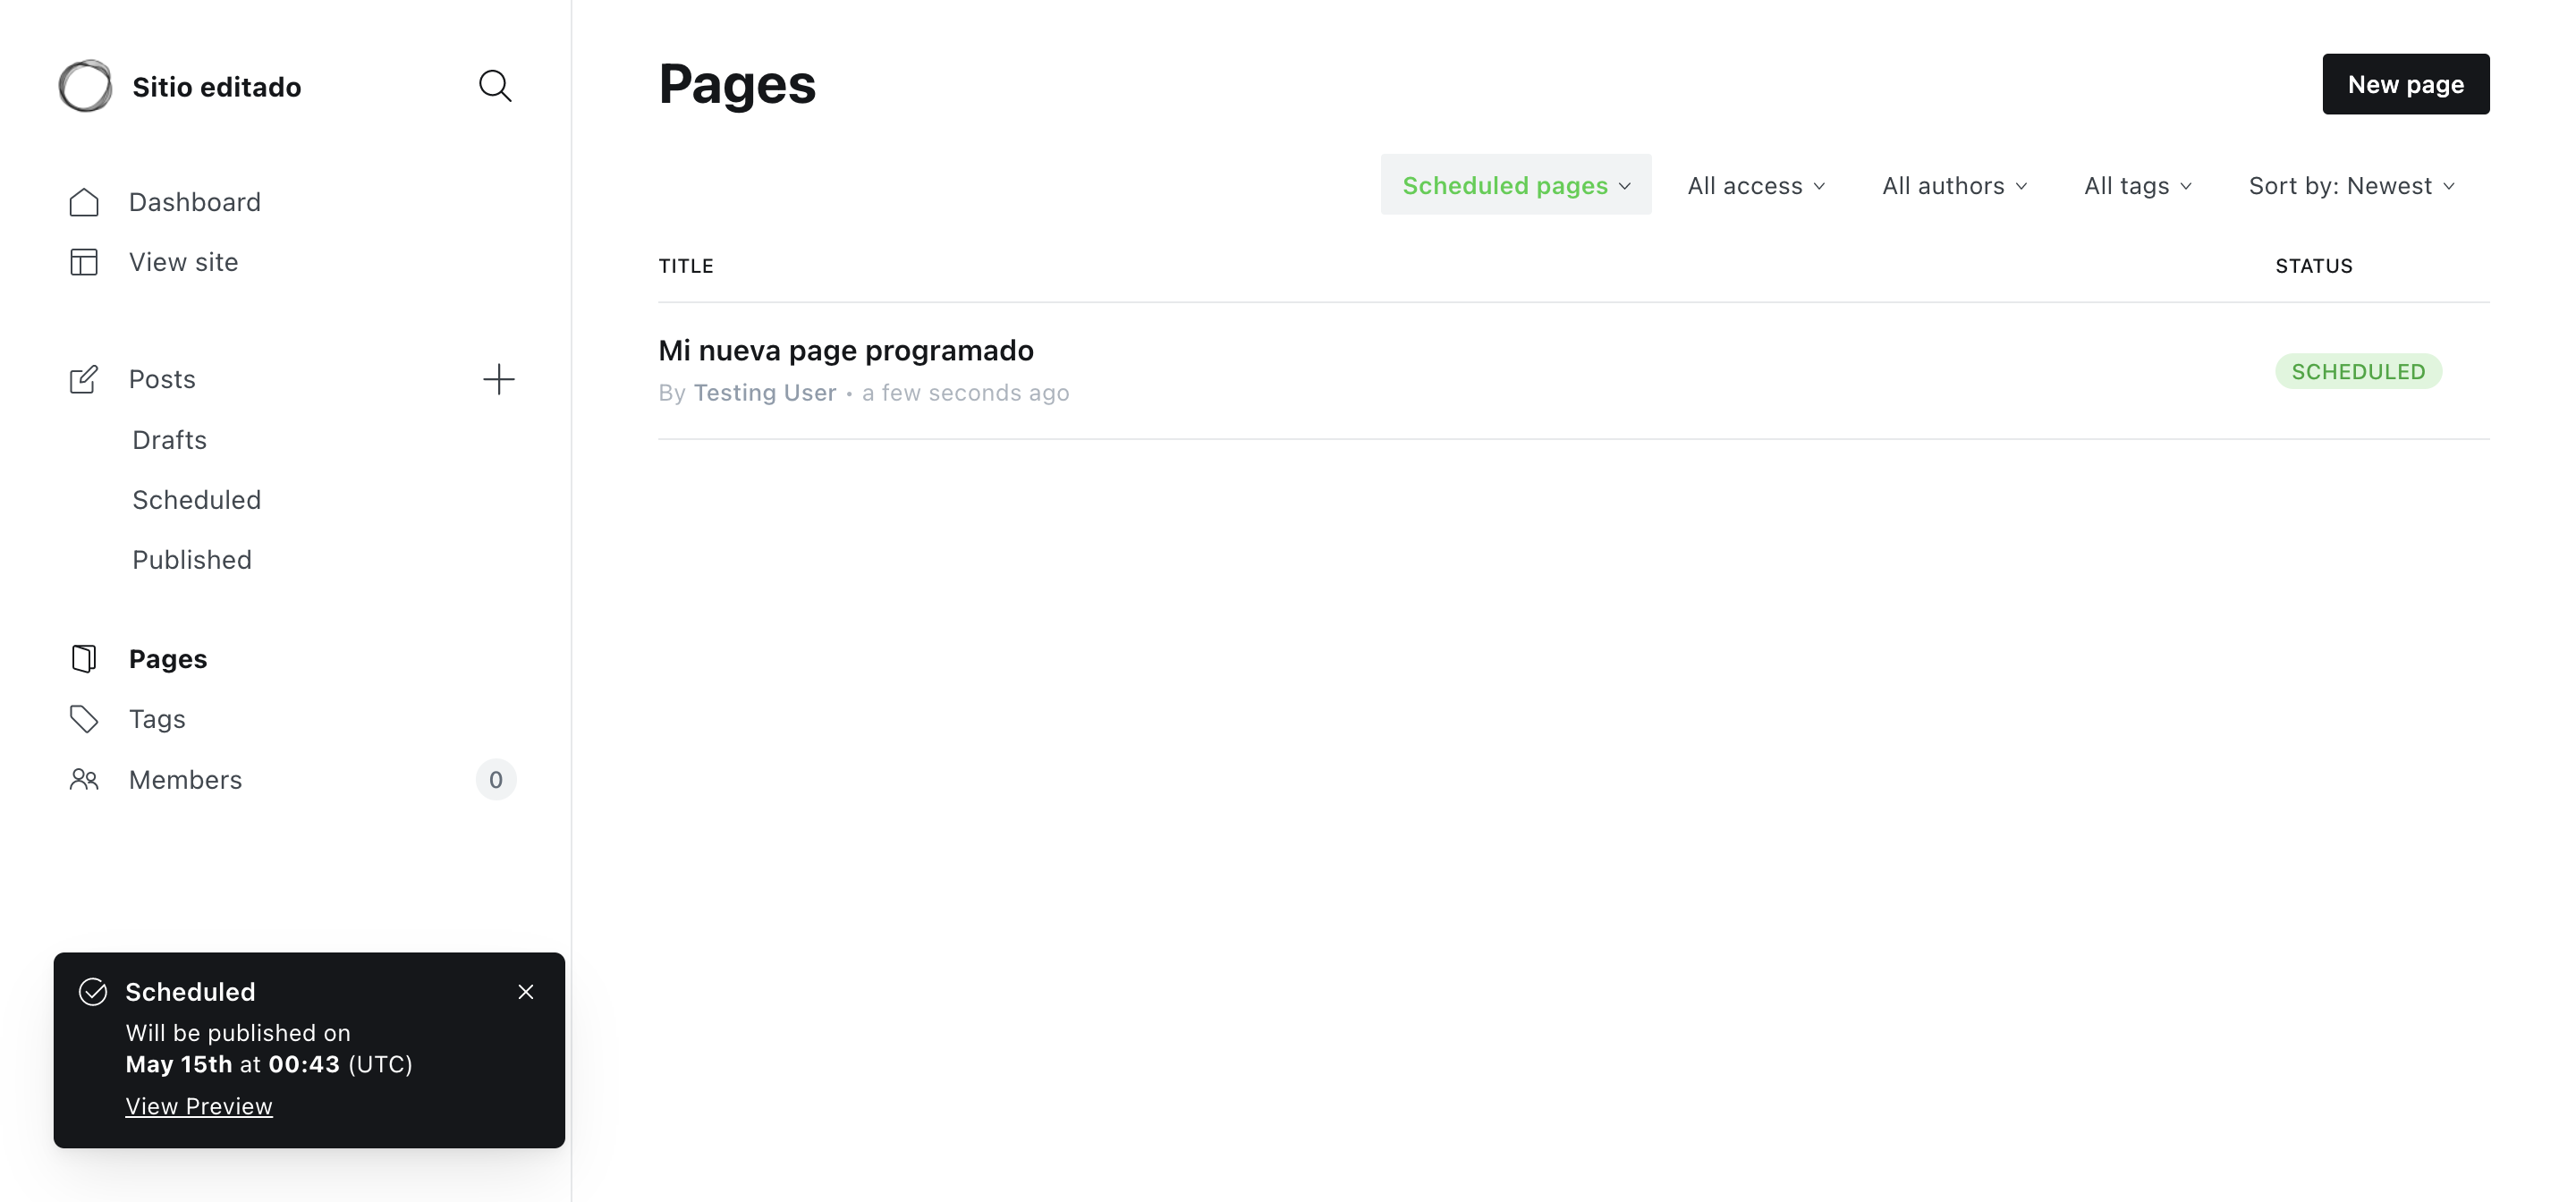 Sitio editado
Dashboard
View site
Posts
Drafts
Scheduled
Published
Pages
Tags
Members 0
Scheduled
Will be published on
May 15th at 00:43 (UTC)
View Preview
Pages
New page
Scheduled pages All access All authors All tags Sort by: Newest
TITLE STATUS
Mi nueva page programado
By Testing User • a few seconds ago
SCHEDULED